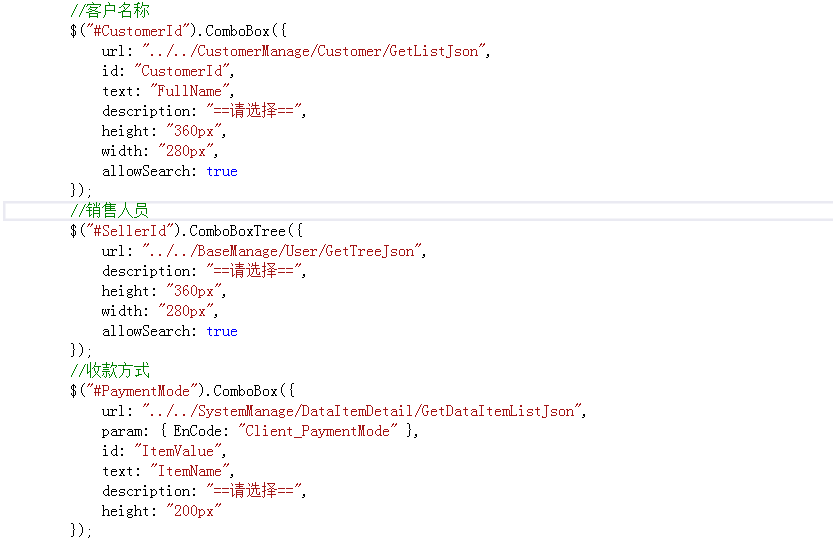 //客户名称
$("#CustomerId").ComboBox({
    url: "../../CustomerManage/Customer/GetListJson",
    id: "CustomerId",
    text: "FullName",
    description: "==请选择==",
    height: "360px",
    width: "280px",
    allowSearch: true
});
//销售人员
$("#SellerId").ComboBoxTree({
    url: "../../BaseManage/User/GetTreeJson",
    description: "==请选择==",
    height: "360px",
    width: "280px",
    allowSearch: true
});
//收款方式
$("#PaymentMode").ComboBox({
    url: "../../SystemManage/DataItemDetail/GetDataItemListJson",
    param: { EnCode: "Client_PaymentMode" },
    id: "ItemValue",
    text: "ItemName",
    description: "==请选择==",
    height: "200px"
});